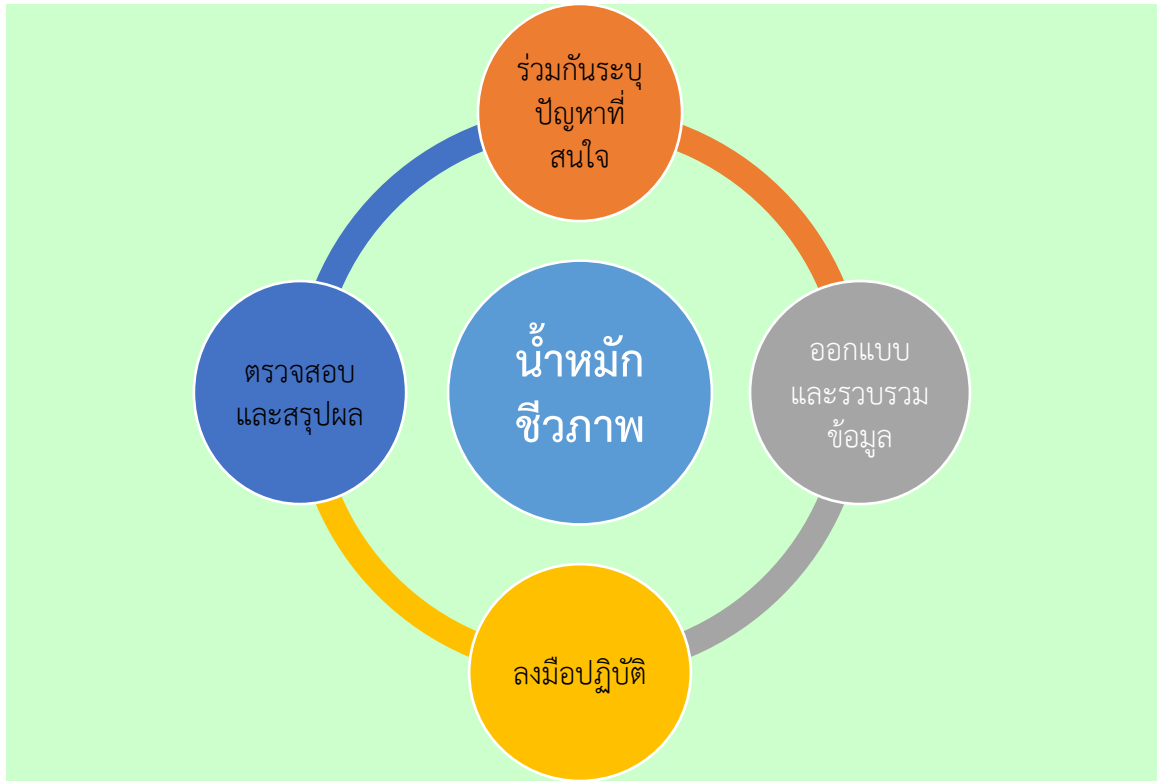 ร่วมกันระบุ
ปัญหาที่
สนใจ
ออกแบบ
และรวบรวม
ข้อมูล
น้ำหมัก
ชีวภาพ
ตรวจสอบ
และสรุปผล
ลงมือปฏิบัติ